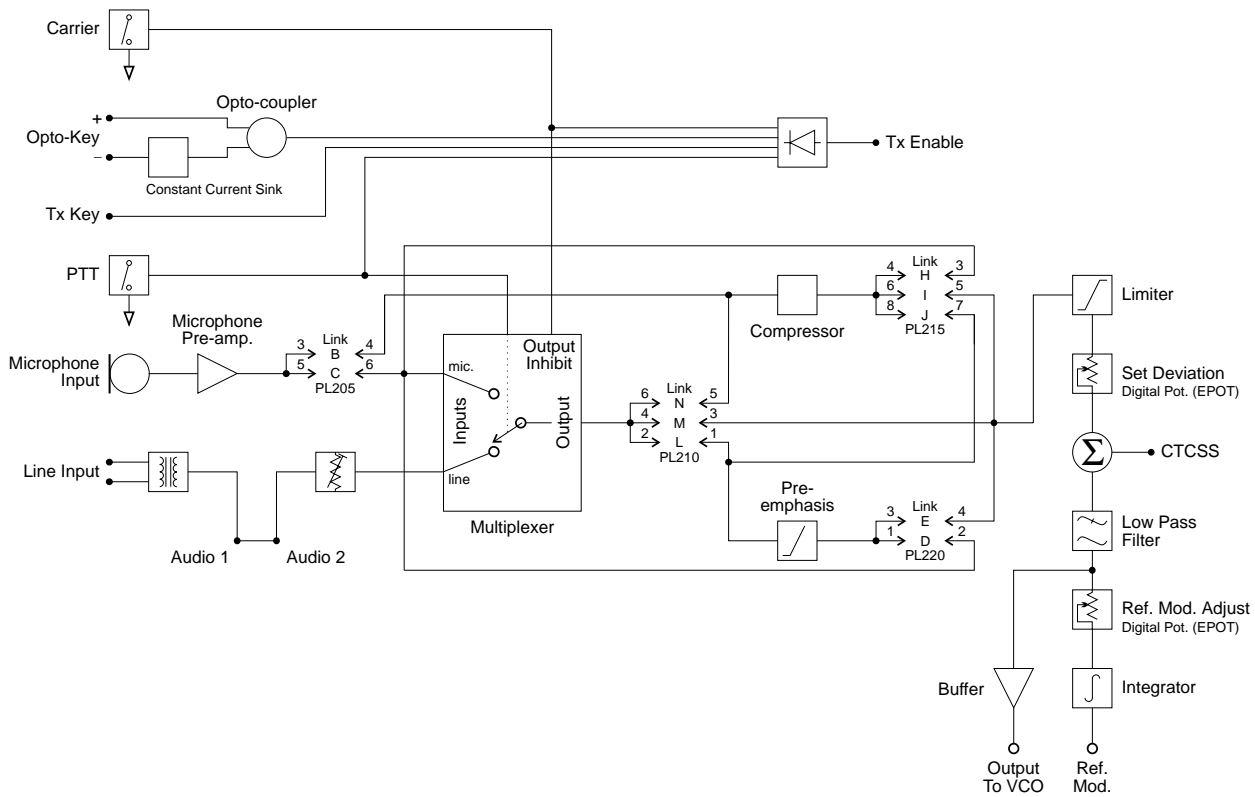 Carrier
Opto-coupler
+
Opto-Key
−
Constant Current Sink
Tx Enable
Tx Key
PTT
Microphone
Pre-amp.
Microphone
Input
3
5
Link
B
C
PL205
4
6
mic.
Output
Inhibit
Inputs
Output
line
Multiplexer
Line Input
Audio 1
Audio 2
6
4
2
Link
N
M
L
PL210
5
3
1
Compressor
4
6
8
Link
H
I
J
PL215
3
5
7
Pre-
emphasis
3
1
Link
E
D
PL220
4
2
Limiter
Set Deviation
Digital Pot. (EPOT)
Σ
CTCSS
Low Pass
Filter
Ref. Mod. Adjust
Digital Pot. (EPOT)
Buffer
Integrator
Output
To VCO
Ref.
Mod.